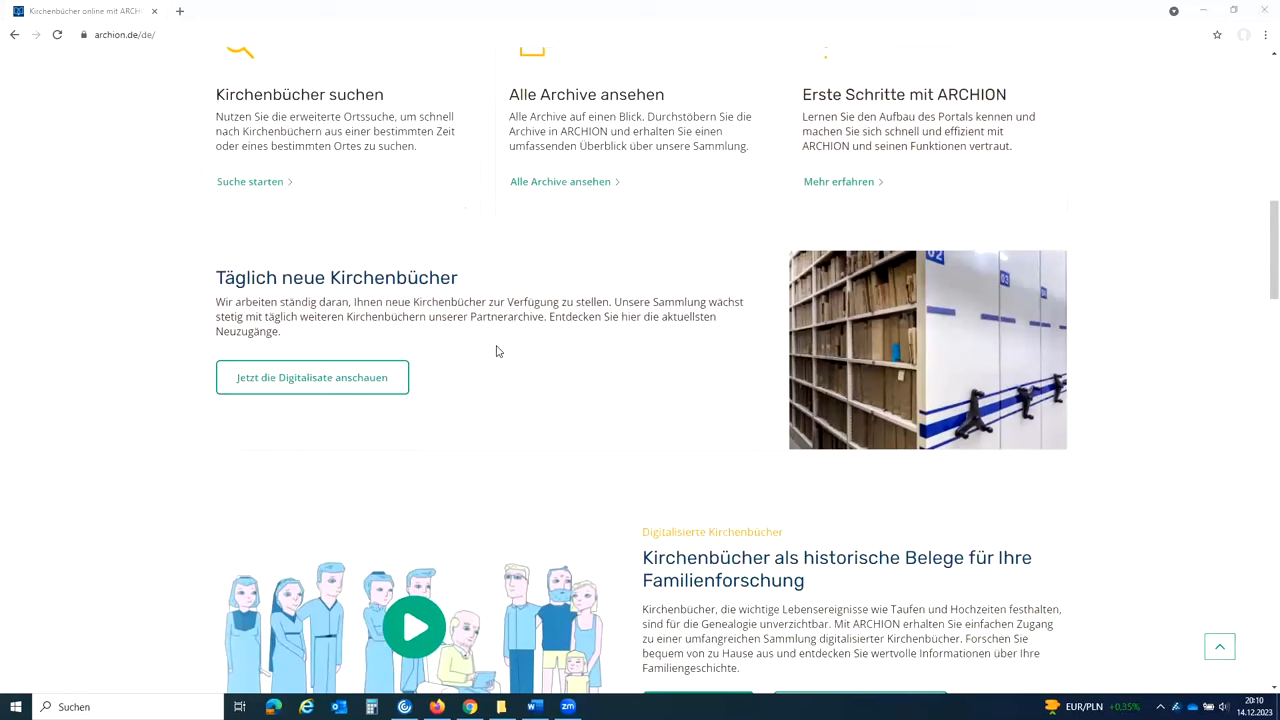 Kirchenbücher online mit ARCHI
archion.de/de/
Kirchenbücher suchen
Nutzen Sie die erweiterte Ortssuche, um schnell
nach Kirchenbüchern aus einer bestimmten Zeit
oder eines bestimmten Ortes zu suchen.
Suche starten
Alle Archive ansehen
Alle Archive auf einen Blick. Durchstöbern Sie die
Archive in ARCHION und erhalten Sie einen
umfassenden Überblick über unsere Sammlung.
Alle Archive ansehen
Erste Schritte mit ARCHION
Lernen Sie den Aufbau des Portals kennen und
machen Sie sich schnell und effizient mit
ARCHION und seinen Funktionen vertraut.
Mehr erfahren
Täglich neue Kirchenbücher
Wir arbeiten ständig daran, Ihnen neue Kirchenbücher zur Verfügung zu stellen. Unsere Sammlung wächst
stetig mit täglich weiteren Kirchenbüchern unserer Partnerarchive. Entdecken Sie hier die aktuellsten
Neuzugänge.
Jetzt die Digitalisate anschauen
02
03
Digitalisierte Kirchenbücher
Kirchenbücher als historische Belege für Ihre
Familienforschung
Kirchenbücher, die wichtige Lebensereignisse wie Taufen und Hochzeiten festhalten,
sind für die Genealogie unverzichtbar. Mit ARCHION erhalten Sie einfachen Zugang
zu einer umfangreichen Sammlung digitalisierter Kirchenbücher. Forschen Sie
bequem von zu Hause aus und entdecken Sie wertvolle Informationen über Ihre
Familiengeschichte.
Suchen
EUR/PLN +0,35%
20:10
14.12.2023